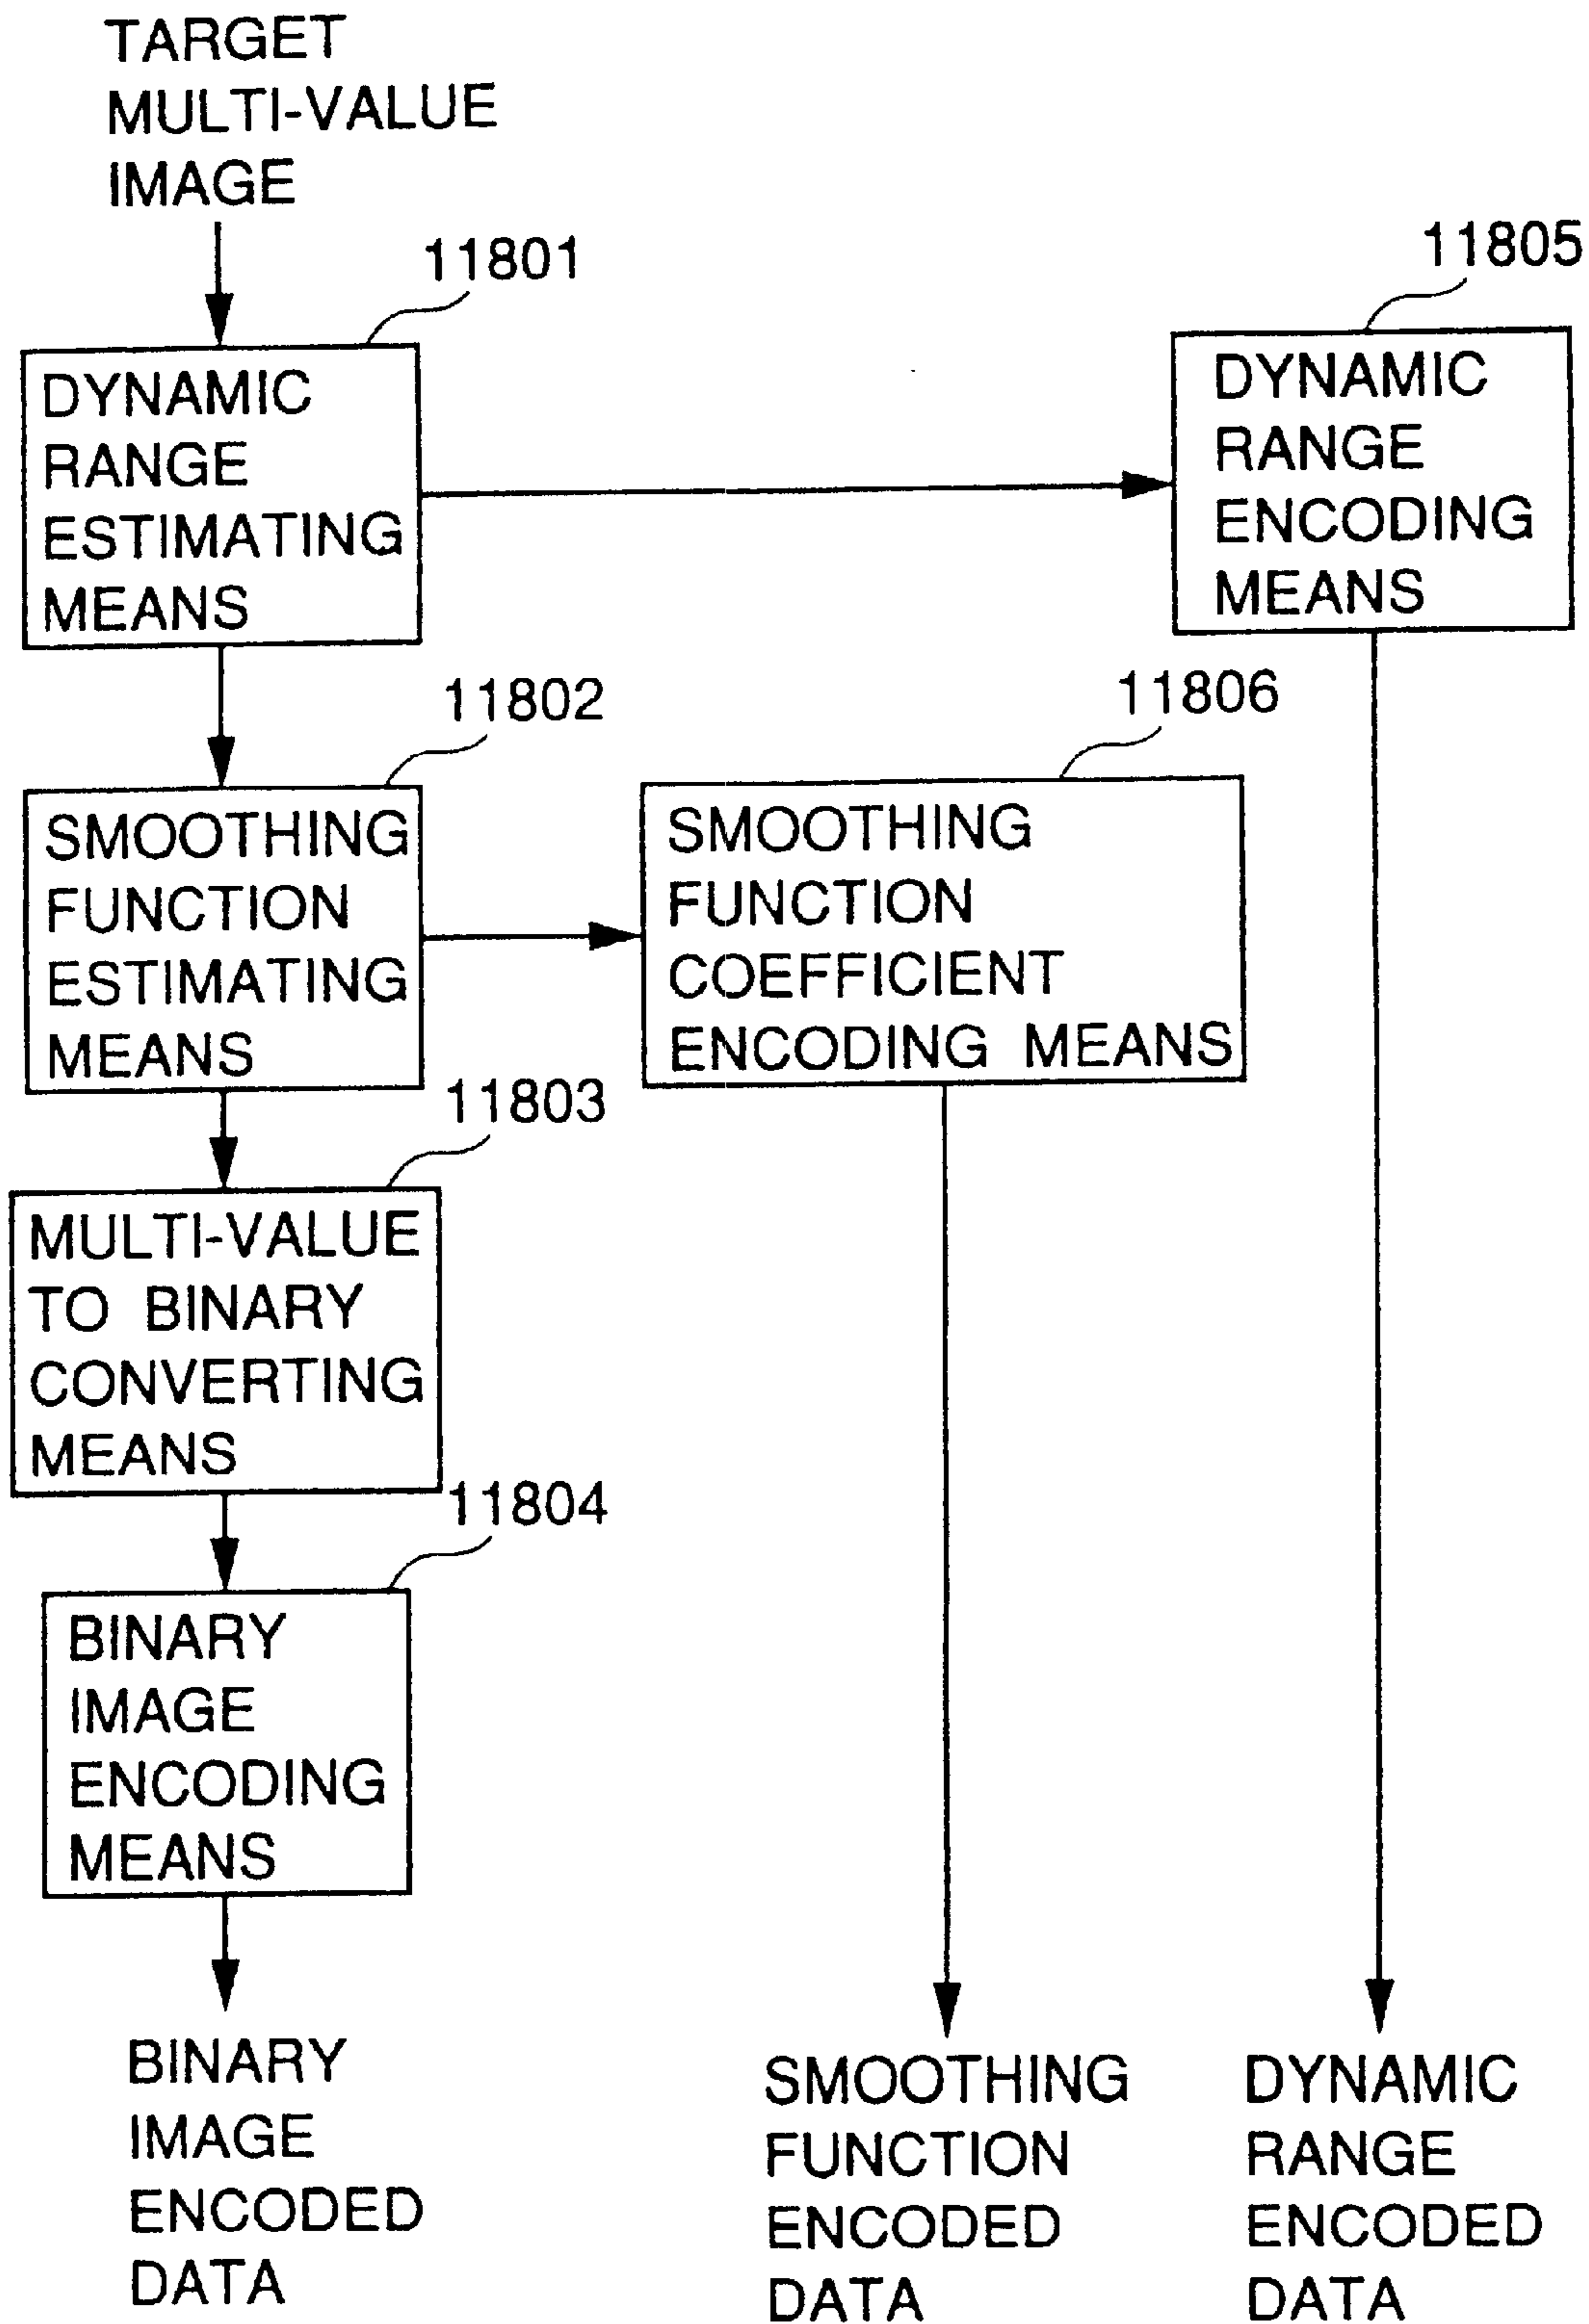 TARGET
MULTI-VALUE
IMAGE
11801
DYNAMIC
RANGE
ESTIMATING
MEANS
11805
DYNAMIC
RANGE
ENCODING
MEANS
11802
SMOOTHING
FUNCTION
ESTIMATING
MEANS
11806
SMOOTHING
FUNCTION
COEFFICIENT
ENCODING MEANS
11803
MULTI-VALUE
TO BINARY
CONVERTING
MEANS
11804
BINARY
IMAGE
ENCODING
MEANS
BINARY
IMAGE
ENCODED
DATA
SMOOTHING
FUNCTION
ENCODED
DATA
DYNAMIC
RANGE
ENCODED
DATA